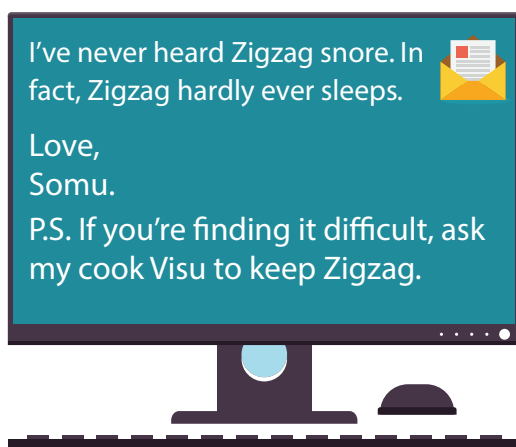 I’ve never heard Zigzag snore. In
fact, Zigzag hardly ever sleeps.
Love,
Somu.
P.S. If you’re finding it difficult, ask
my cook Visu to keep Zigzag.